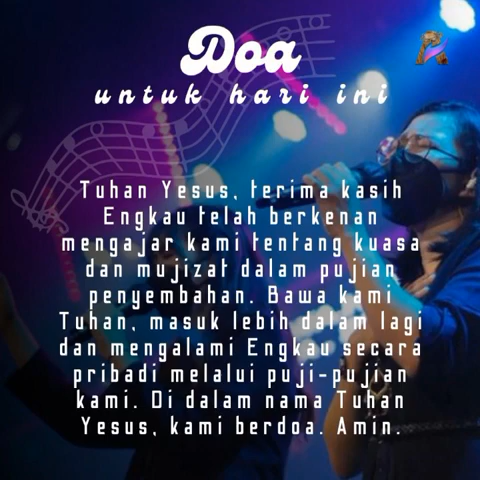 Doa
untuk hari ini
Tuhan Yesus, terima kasih
Engkau telah berkenan
mengajar kami tentang kuasa
dan mujizat dalam pujian
penyembahan. Bawa kami
Tuhan, masuk lebih dalam lagi
dan mengalami Engkau secara
pribadi melalui puji-pujian
kami. Di dalam nama Tuhan
Yesus, kami berdoa. Amin.